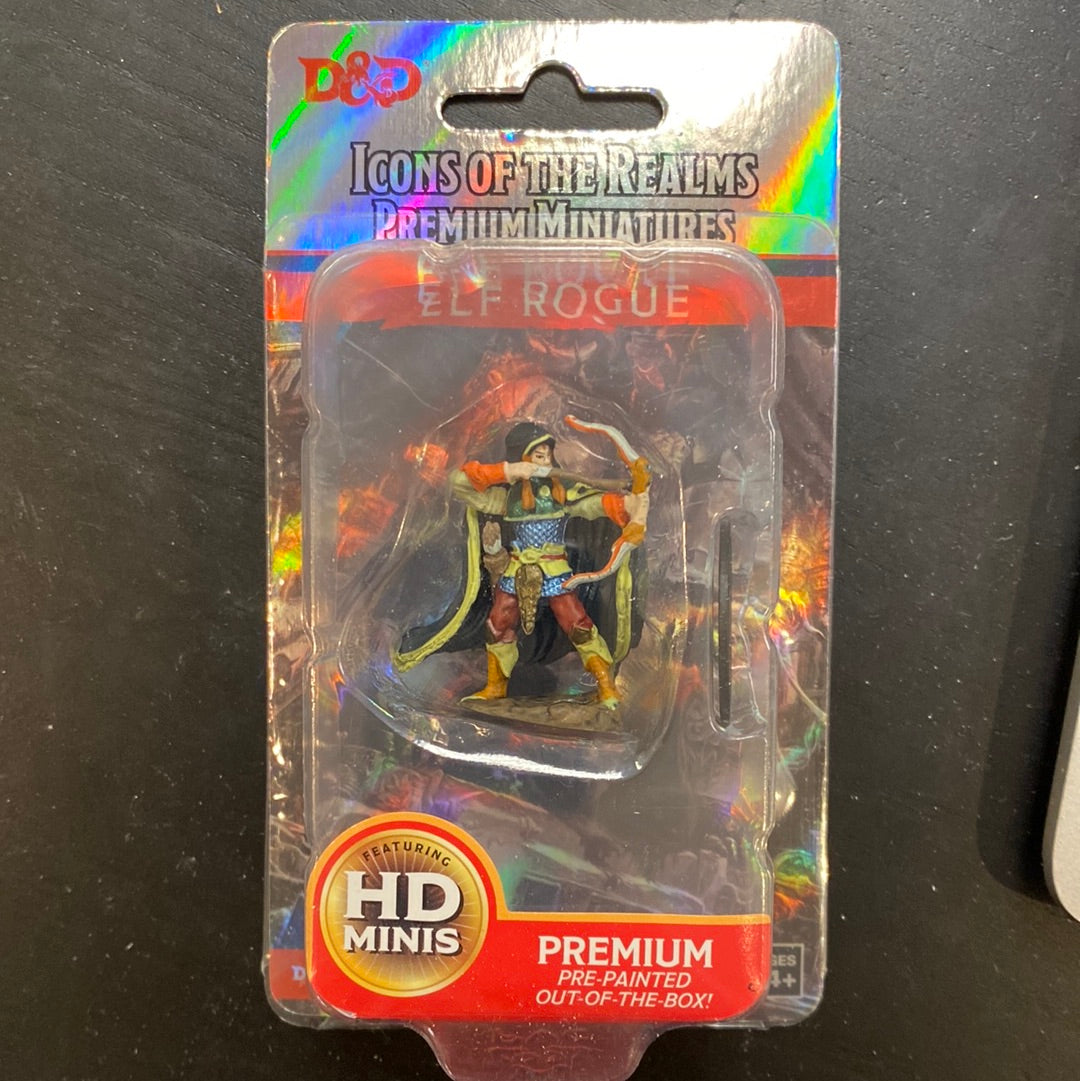 D&D
ICONS OF THE REALMS
PREMIUM MINIATURES
ELF ROGUE
FEATURING
HD
MINIS
PREMIUM
PRE-PAINTED
OUT-OF-THE-BOX!